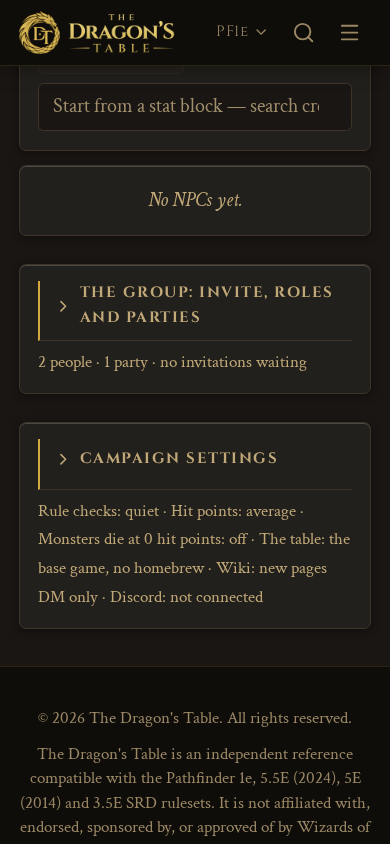 THE
DRAGON'S
TABLE
DT
PF1E
Start from a stat block — search cr
No NPCs yet.
THE GROUP: INVITE, ROLES
AND PARTIES
2 people · 1 party · no invitations waiting
CAMPAIGN SETTINGS
Rule checks: quiet · Hit points: average ·
Monsters die at 0 hit points: off · The table: the
base game, no homebrew · Wiki: new pages
DM only · Discord: not connected
© 2026 The Dragon's Table. All rights reserved.
The Dragon's Table is an independent reference
compatible with the Pathfinder 1e, 5.5E (2024), 5E
(2014) and 3.5E SRD rulesets. It is not affiliated with,
endorsed, sponsored by, or approved of by Wizards of